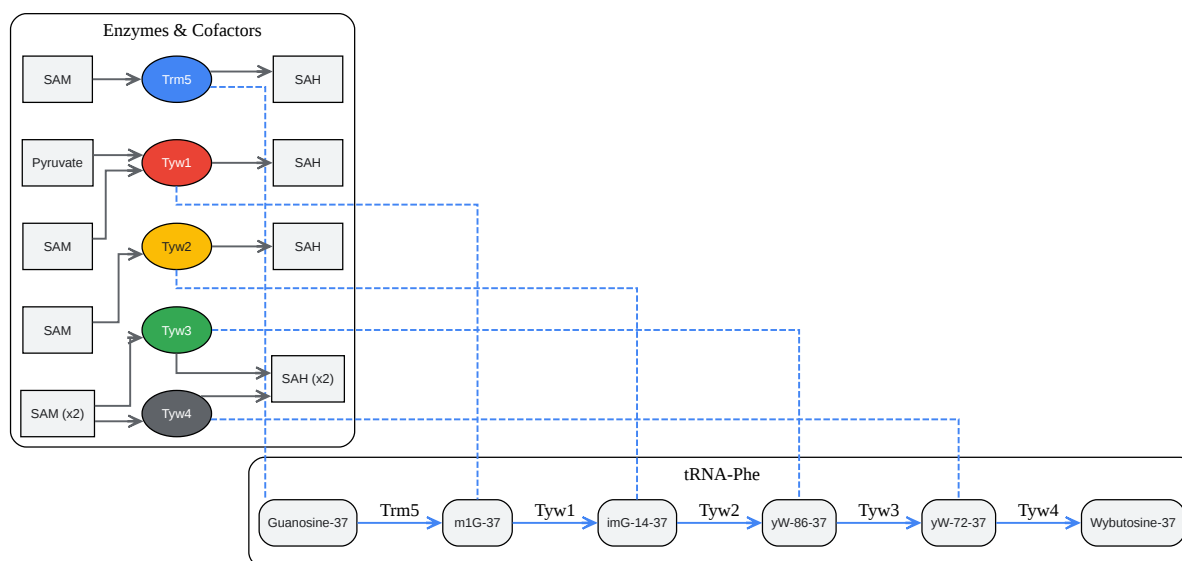 Enzymes & Cofactors
SAM
Trm5
SAH
Pyruvate
Tyw1
SAH
SAM
Tyw2
SAH
SAM
Tyw3
SAH (x2)
SAM (x2)
Tyw4
tRNA-Phe
Guanosine-37
Trm5
m1G-37
Tyw1
imG-14-37
Tyw2
yW-86-37
Tyw3
yW-72-37
Tyw4
Wybutosine-37